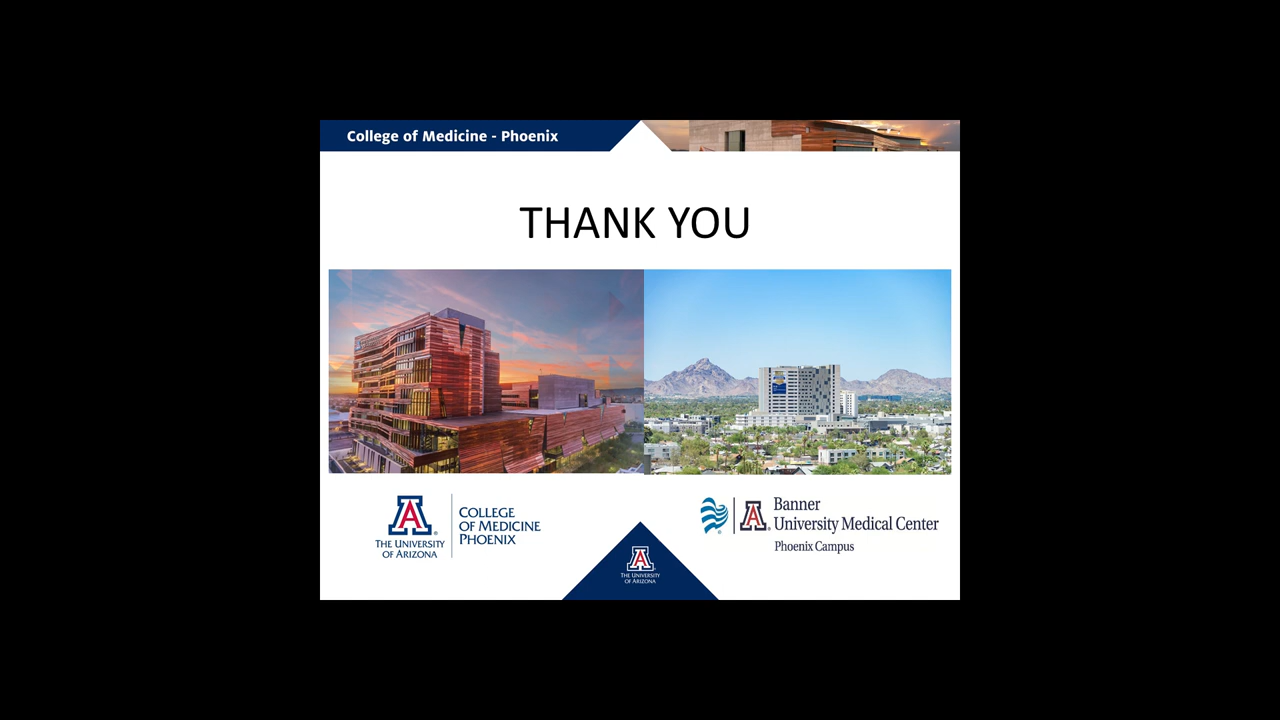 College of Medicine - Phoenix
THANK YOU
THE UNIVERSITY
OF ARIZONA
COLLEGE
OF MEDICINE
PHOENIX
Banner
University Medical Center
Phoenix Campus
THE UNIVERSITY
OF ARIZONA